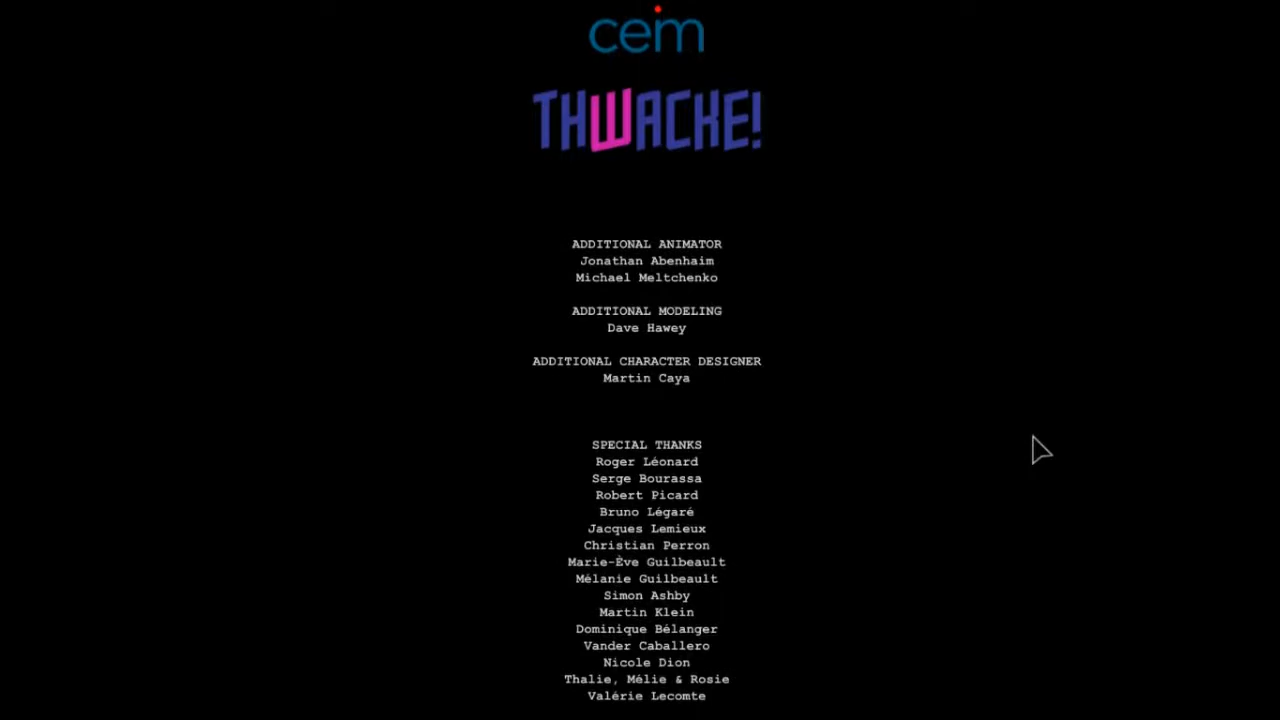 ceim
THWACKE!
ADDITIONAL ANIMATOR
Jonathan Abenhaim
Michael Meltchenko
ADDITIONAL MODELING
Dave Hawey
ADDITIONAL CHARACTER DESIGNER
Martin Caya
SPECIAL THANKS
Roger Léonard
Serge Bourassa
Robert Picard
Bruno Légaré
Jacques Lemieux
Christian Perron
Marie-Ève Guilbeault
Mélanie Guilbeault
Simon Ashby
Martin Klein
Dominique Bélanger
Vander Caballero
Nicole Dion
Thalie, Mélie & Rosie
Valérie Lecomte